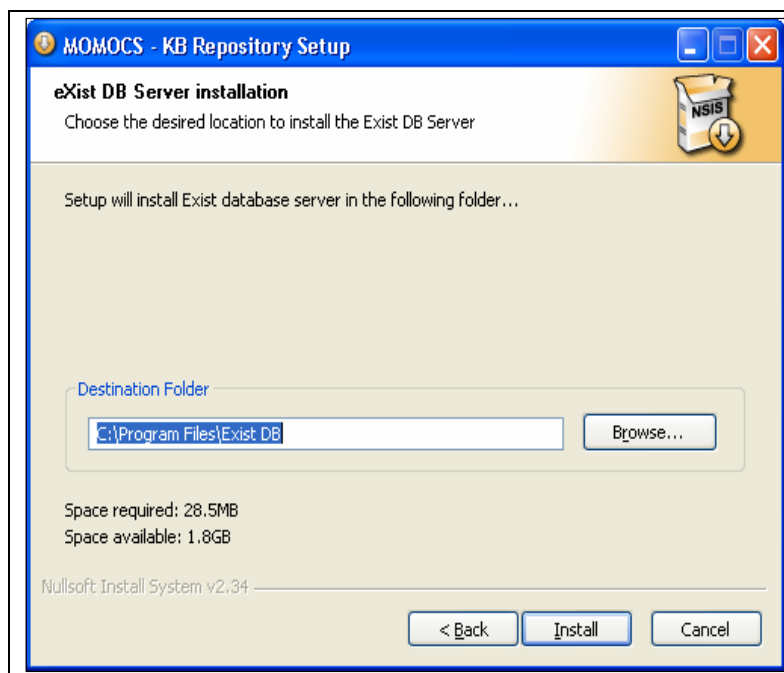 MOMOCS - KB Repository Setup
eXist DB Server installation
Choose the desired location to install the Exist DB Server
NSIS
Setup will install Exist database server in the following folder...
Destination Folder
C:\Program Files\Exist DB
Browse...
Space required: 28.5MB
Space available: 1.8GB
Nullsoft Install System v2.34
< Back
Install
Cancel